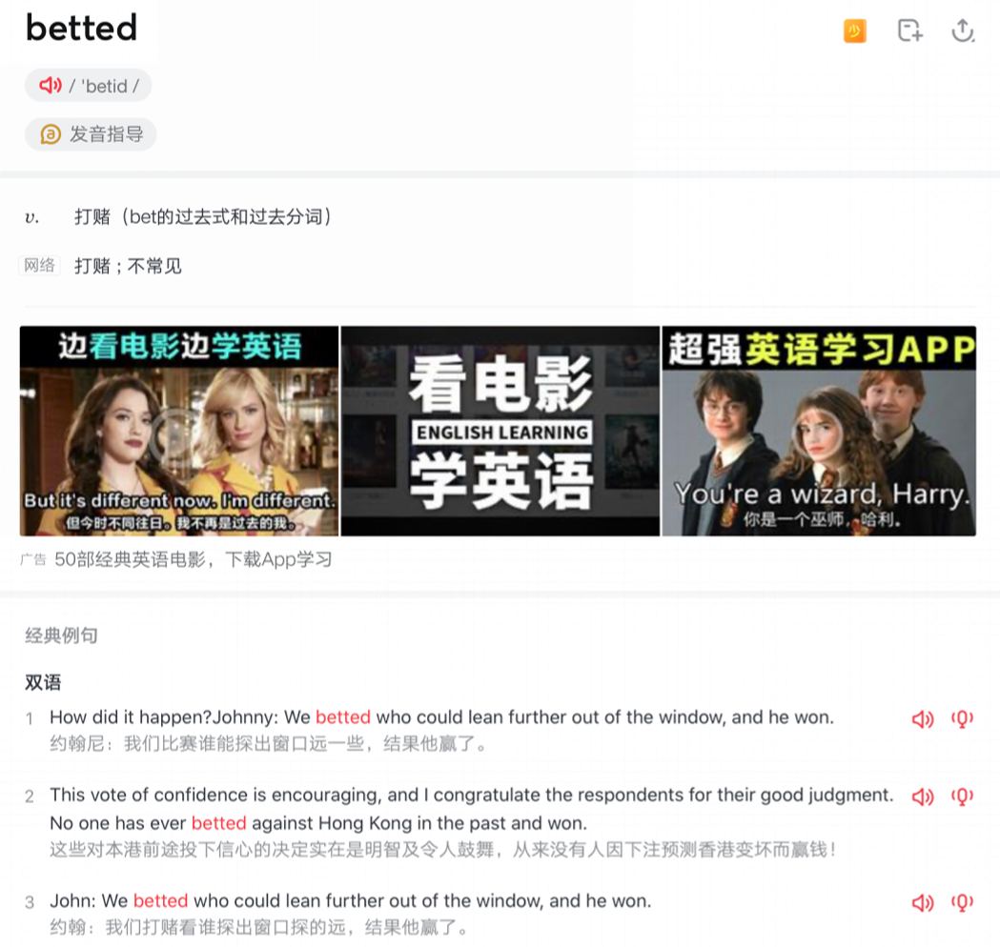 betted
少
/ 'betid /
a 发音指导
v. 打赌（bet的过去式和过去分词）
网络 打赌；不常见
边看电影边学英语
But it's different now. I'm different.
但今时不同往日。我不再是过去的我。
看电影
ENGLISH LEARNING
学英语
超强英语学习APP
You're a wizard, Harry.
你是一个巫师，哈利。
广告 50部经典英语电影，下载App学习
经典例句
双语
1 How did it happen?Johnny: We betted who could lean further out of the window, and he won.
约翰尼：我们比赛谁能探出窗口远一些，结果他赢了。
2 This vote of confidence is encouraging, and I congratulate the respondents for their good judgment.
No one has ever betted against Hong Kong in the past and won.
这些对本港前途投下信心的决定实在是明智及令人鼓舞，从来没有人因下注预测香港变坏而赢钱！
3 John: We betted who could lean further out of the window, and he won.
约翰：我们打赌看谁探出窗口探的远，结果他赢了。